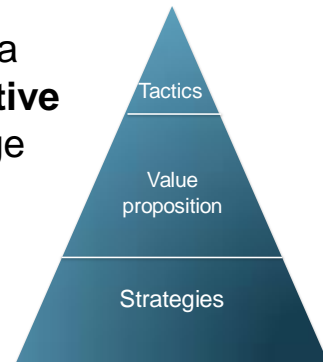 a
tive
ge
Tactics
Value
proposition
Strategies